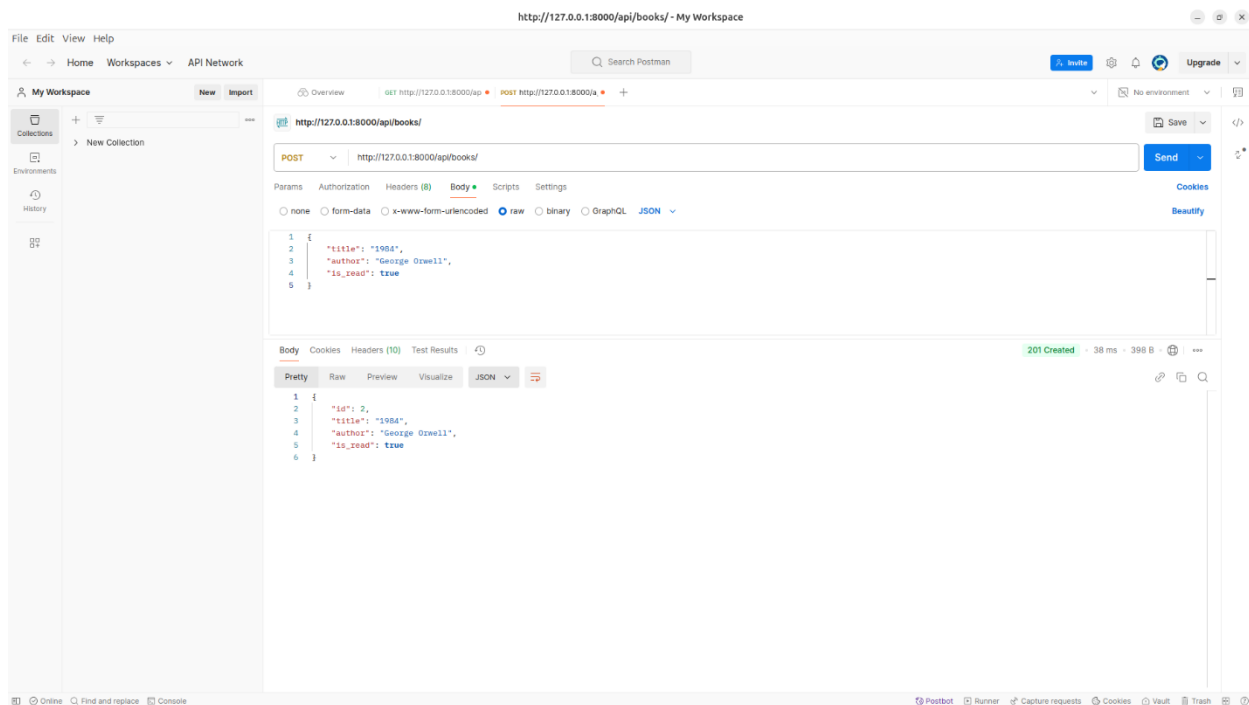 http://127.0.0.1:8000/api/books/ - My Workspace
File Edit View Help
Home Workspaces API Network Search Postman Invite Upgrade
My Workspace New Import Overview GET http://127.0.0.1:8000/ap POST http://127.0.0.1:8000/a No environment
Collections
New Collection
Environments
History
http://127.0.0.1:8000/api/books/ Save
POST http://127.0.0.1:8000/api/books/ Send
Params Authorization Headers (8) Body Scripts Settings Cookies
none form-data x-www-form-urlencoded raw binary GraphQL JSON Beautify
1 {
2 "title": "1984",
3 "author": "George Orwell",
4 "is_read": true
5 }
Body Cookies Headers (10) Test Results 201 Created 38 ms 398 B
Pretty Raw Preview Visualize JSON
1 {
2 "id": 2,
3 "title": "1984",
4 "author": "George Orwell",
5 "is_read": true
6 }
Online Find and replace Console Postbot Runner Capture requests Cookies Vault Trash